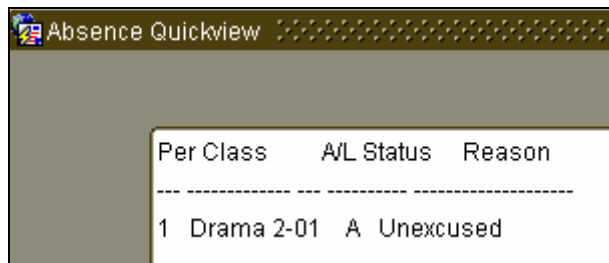 Absence Quickview
Per Class A/L Status Reason
--- ------------- --- ---------- --------------------
1 Drama 2-01 A Unexcused